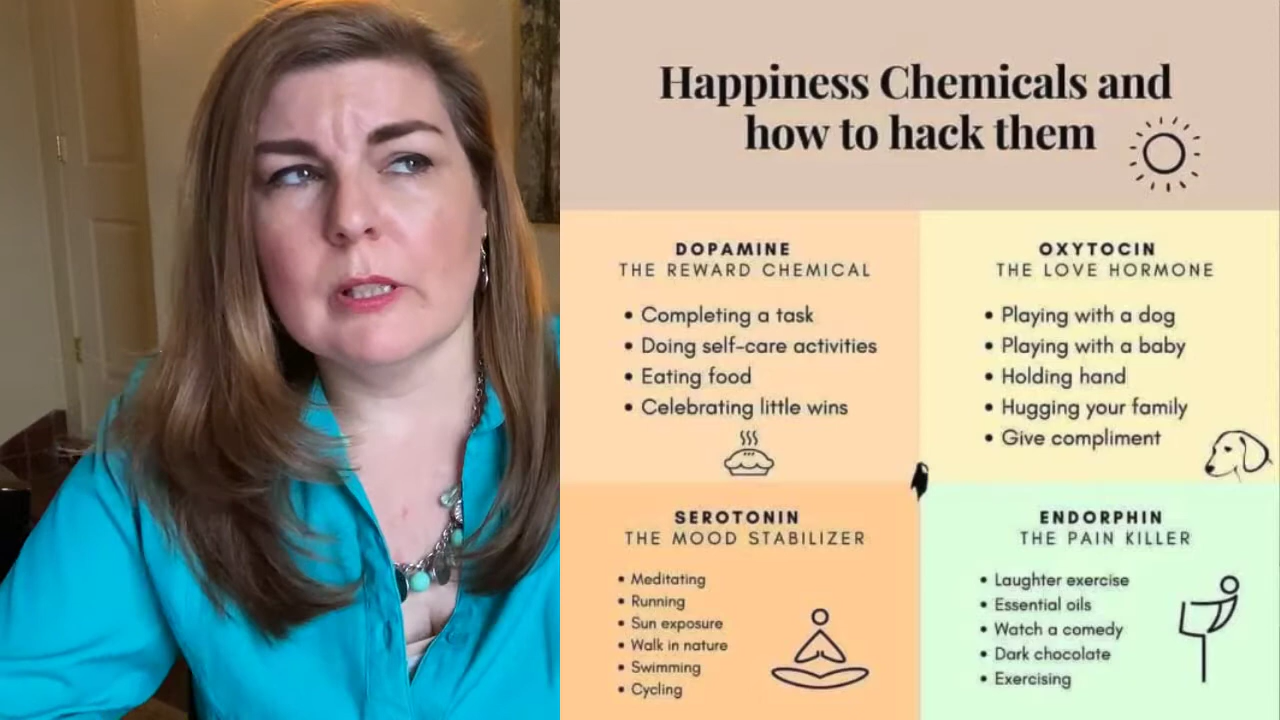 Happiness Chemicals and
how to hack them
DOPAMINE
THE REWARD CHEMICAL
• Completing a task
• Doing self-care activities
• Eating food
• Celebrating little wins
OXYTOCIN
THE LOVE HORMONE
• Playing with a dog
• Playing with a baby
• Holding hand
• Hugging your family
• Give compliment
SEROTONIN
THE MOOD STABILIZER
• Meditating
• Running
• Sun exposure
• Walk in nature
• Swimming
• Cycling
ENDORPHIN
THE PAIN KILLER
• Laughter exercise
• Essential oils
• Watch a comedy
• Dark chocolate
• Exercising